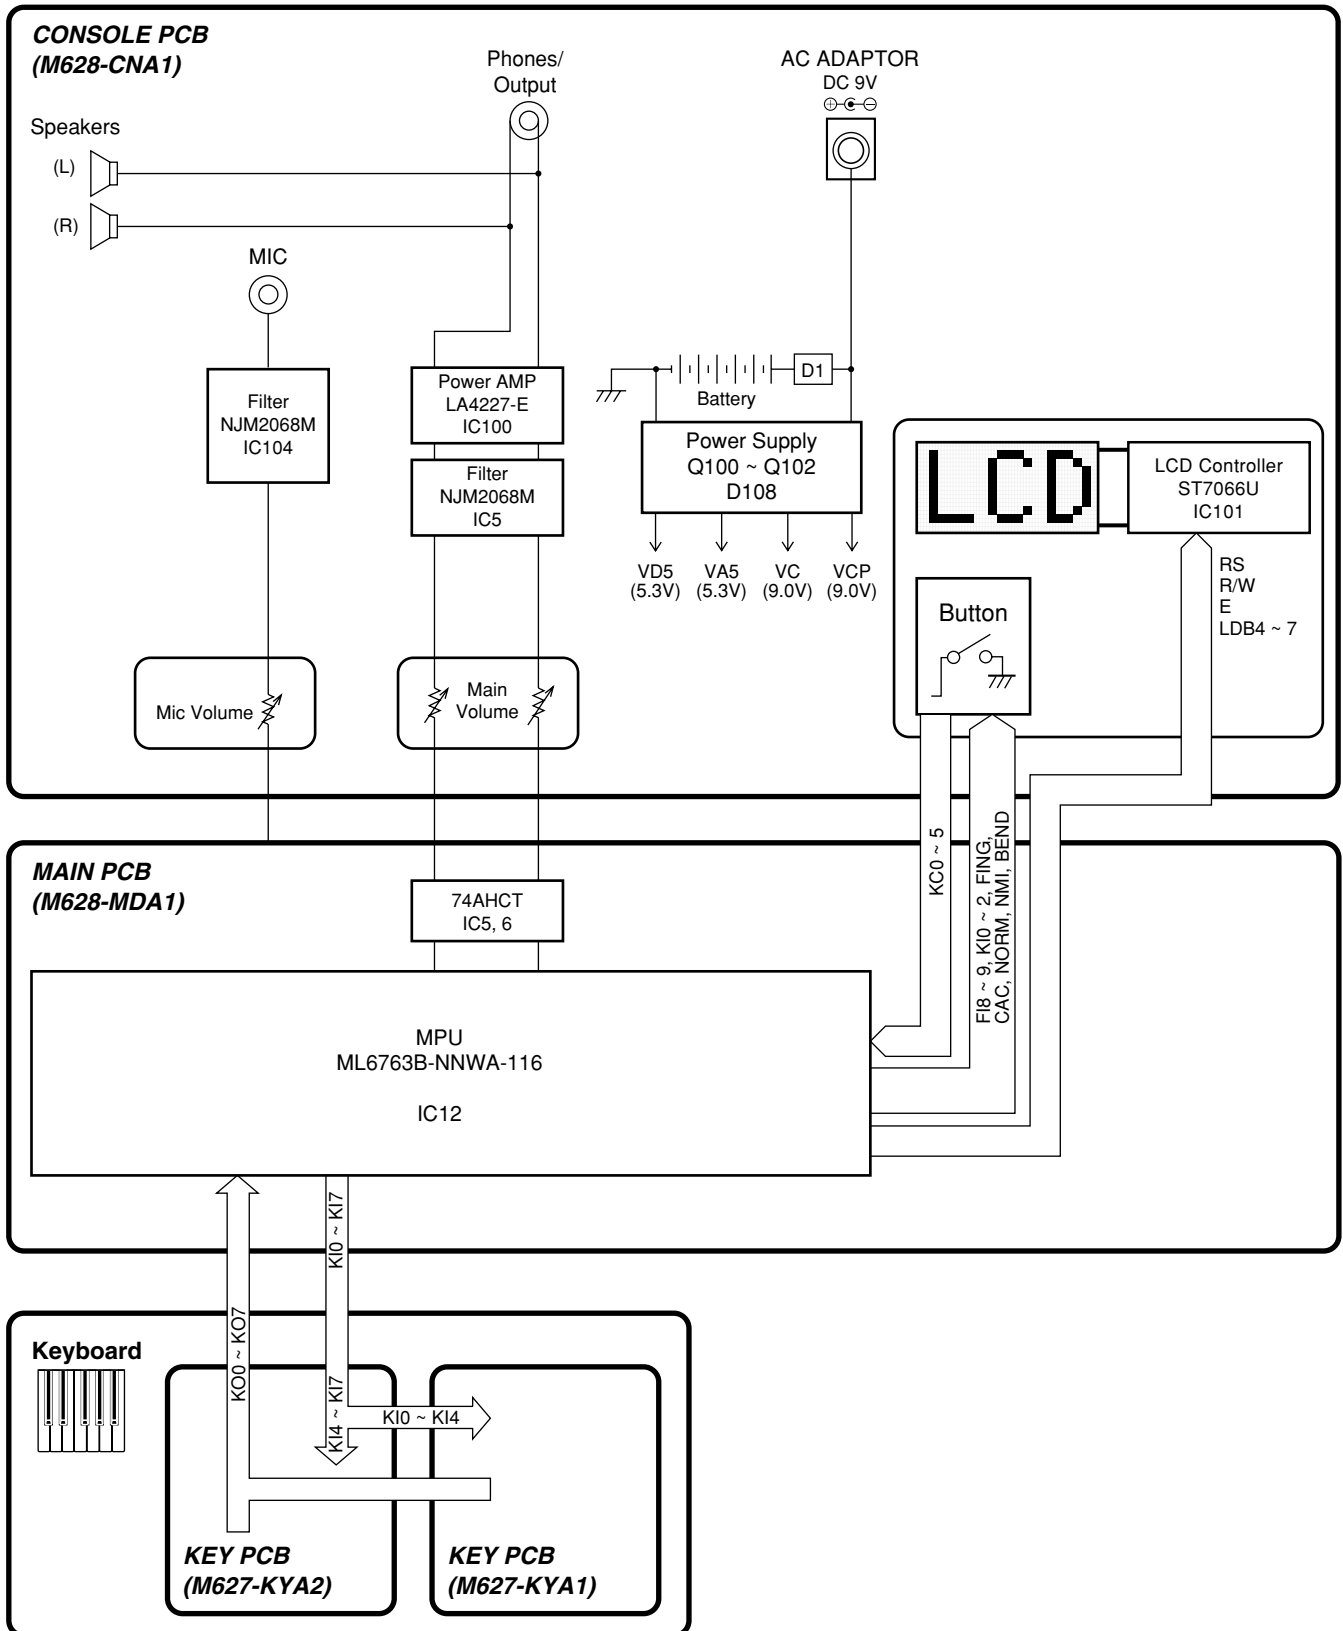 CONSOLE PCB
(M628-CNA1)
Phones/
Output
AC ADAPTOR
DC 9V
Speakers
(L)
(R)
MIC
Filter
NJM2068M
IC104
Power AMP
LA4227-E
IC100
Filter
NJM2068M
IC5
D1
Battery
Power Supply
Q100 ~ Q102
D108
VD5
(5.3V)
VA5
(5.3V)
VC
(9.0V)
VCP
(9.0V)
LCD
LCD Controller
ST7066U
IC101
RS
R/W
E
LDB4 ~ 7
Button
Mic Volume
Main
Volume
KC0 ~ 5
FI8 ~ 9, KI0 ~ 2, FING,
CAC, NORM, NMI, BEND
MAIN PCB
(M628-MDA1)
74AHCT
IC5, 6
MPU
ML6763B-NNWA-116
IC12
KI0 ~ KI7
KO0 ~ KO7
Keyboard
KI4 ~ KI7
KI0 ~ KI4
KEY PCB
(M627-KYA2)
KEY PCB
(M627-KYA1)